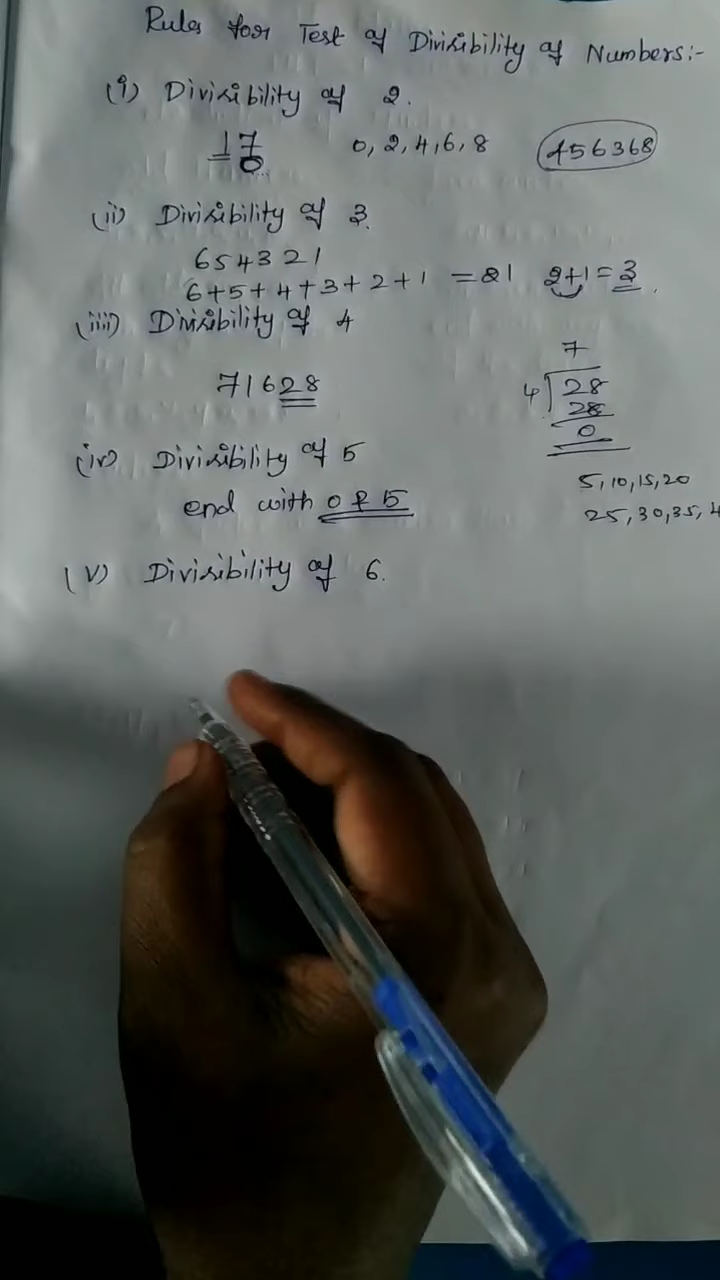 Rules for Test of Divisibility of Numbers:-
(i) Divisibility of 2.
17 0, 2, 4, 6, 8 456368
0
(ii) Divisibility of 3.
654321
6+5+4+3+2+1 = 21 2+1 = 3.
(iii) Divisibility of 4
7
71628 4 28
28
0
(iv) Divisibility of 5
5, 10, 15, 20
end with 0 & 5
25, 30, 35, 4
(v) Divisibility of 6.